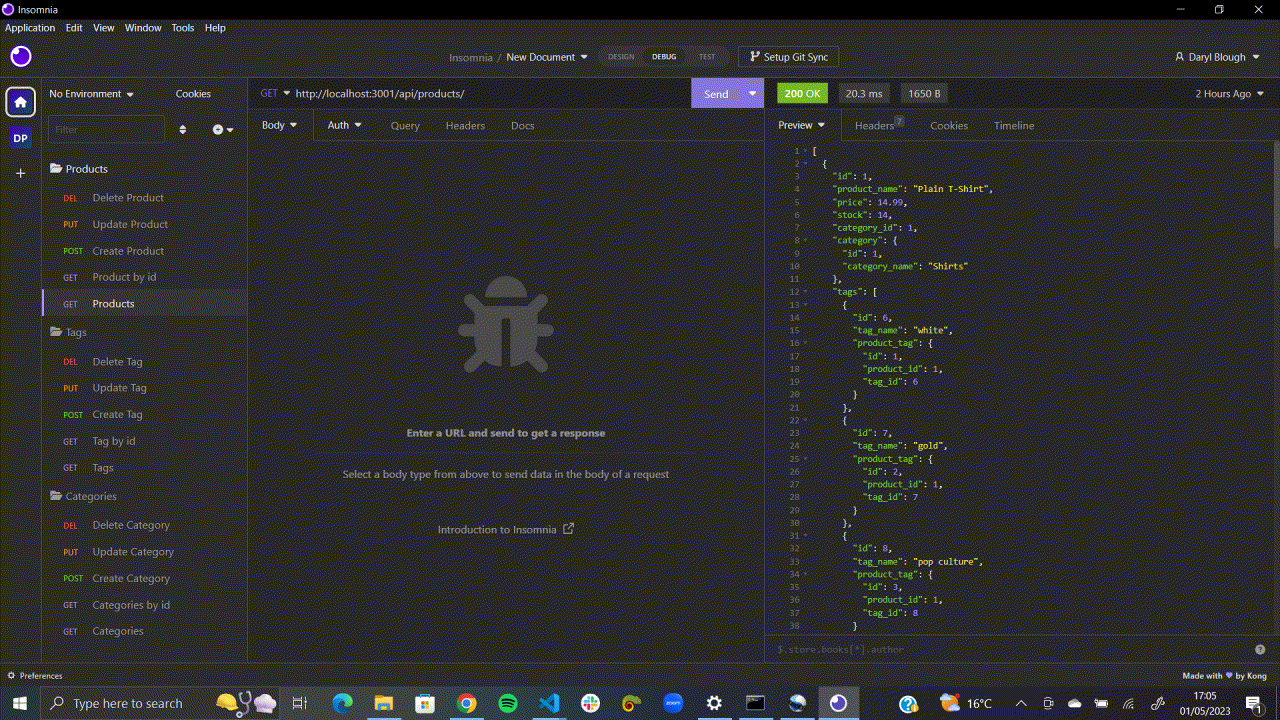 Insomnia
Application Edit View Window Tools Help
Insomnia / New Document DESIGN DEBUG TEST Setup Git Sync Daryl Blough
No Environment Cookies
GET http://localhost:3001/api/products/ Send
200 OK 20.3 ms 1650 B 2 Hours Ago
Filter
Body Auth Query Headers Docs
Preview Headers 7 Cookies Timeline
DP
Products
DEL Delete Product
PUT Update Product
POST Create Product
GET Product by id
GET Products
Tags
DEL Delete Tag
PUT Update Tag
POST Create Tag
GET Tag by id
GET Tags
Categories
DEL Delete Category
PUT Update Category
POST Create Category
GET Categories by id
GET Categories
Enter a URL and send to get a response
Select a body type from above to send data in the body of a request
Introduction to Insomnia
1 [
2 {
3 "id": 1,
4 "product_name": "Plain T-Shirt",
5 "price": 14.99,
6 "stock": 14,
7 "category_id": 1,
8 "category": {
9 "id": 1,
10 "category_name": "Shirts"
11 },
12 "tags": [
13 {
14 "id": 6,
15 "tag_name": "white",
16 "product_tag": {
17 "id": 1,
18 "product_id": 1,
19 "tag_id": 6
20 }
21 },
22 {
23 "id": 7,
24 "tag_name": "gold",
25 "product_tag": {
26 "id": 2,
27 "product_id": 1,
28 "tag_id": 7
29 }
30 },
31 {
32 "id": 8,
33 "tag_name": "pop culture",
34 "product_tag": {
35 "id": 3,
36 "product_id": 1,
37 "tag_id": 8
38 }
$.store.books[*].author
Preferences
Made with ♥ by Kong
Type here to search
zoom
16°C
17:05
01/05/2023
1